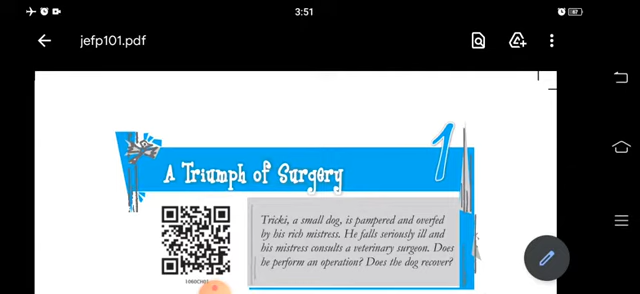 3:51
67
jefp101.pdf
1
A Triumph of Surgery
Tricki, a small dog, is pampered and overfed
by his rich mistress. He falls seriously ill and
his mistress consults a veterinary surgeon. Does
he perform an operation? Does the dog recover?
1060CH01